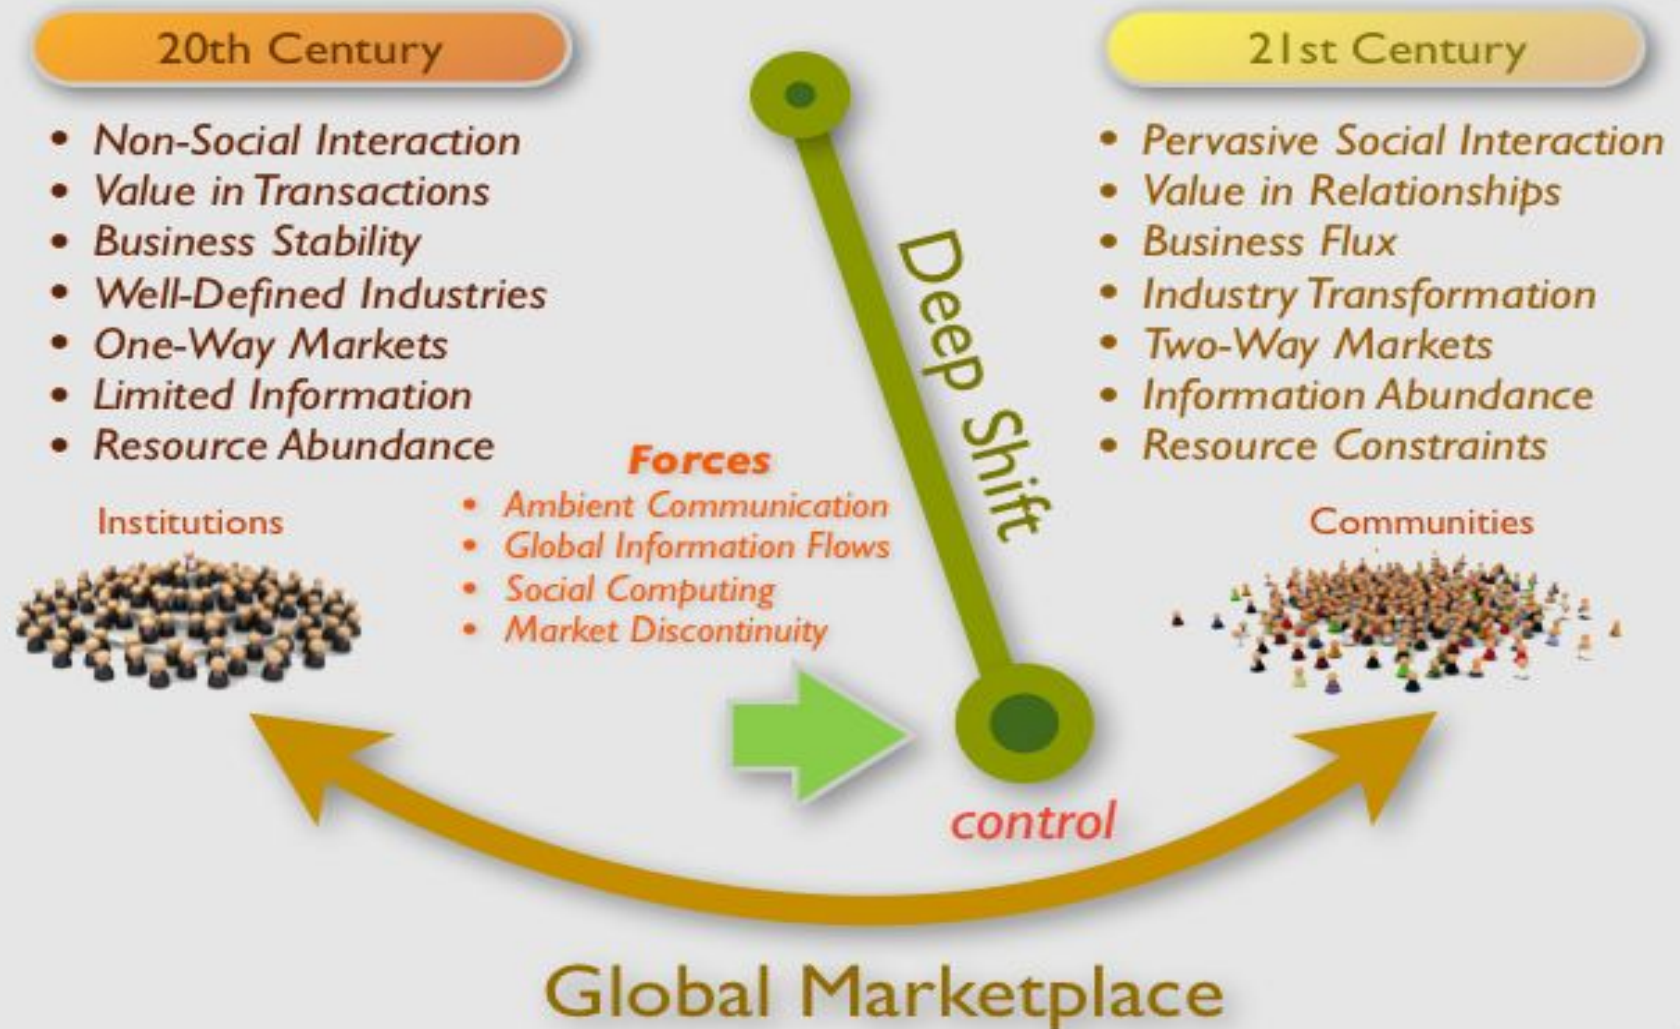 20th Century
• Non-Social Interaction
• Value in Transactions
• Business Stability
• Well-Defined Industries
• One-Way Markets
• Limited Information
• Resource Abundance
Institutions
Forces
• Ambient Communication
• Global Information Flows
• Social Computing
• Market Discontinuity
Deep Shift
control
21st Century
• Pervasive Social Interaction
• Value in Relationships
• Business Flux
• Industry Transformation
• Two-Way Markets
• Information Abundance
• Resource Constraints
Communities
Global Marketplace